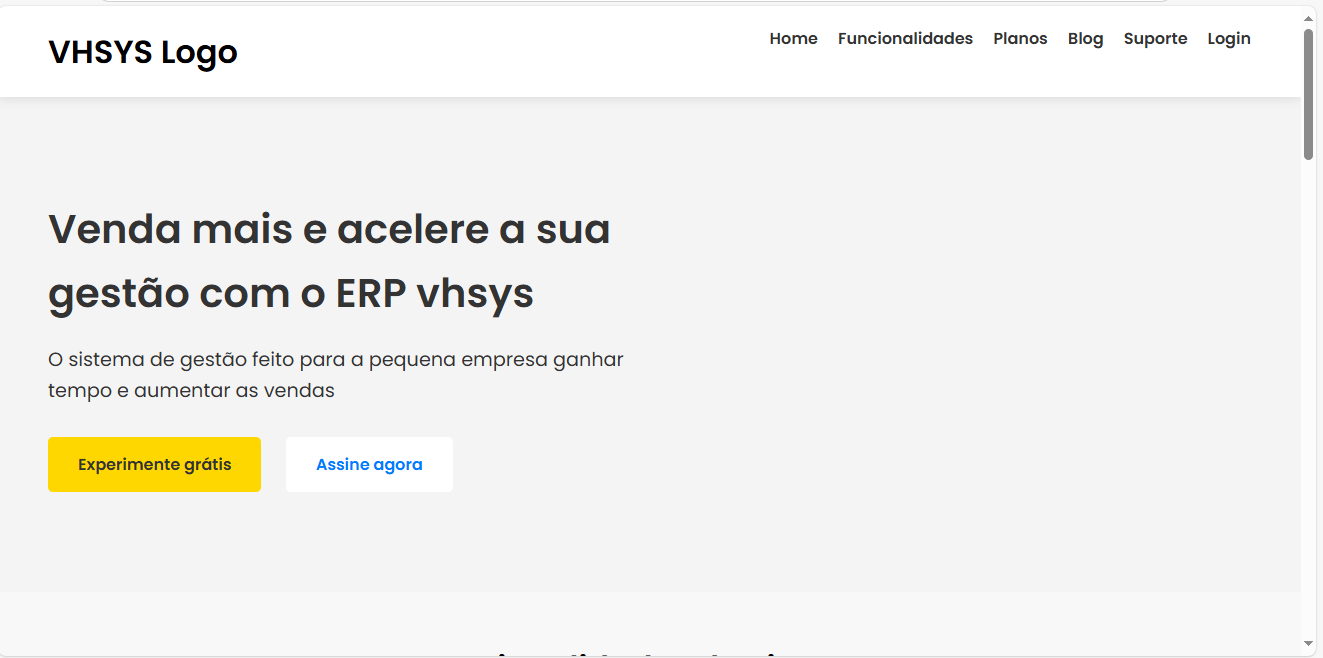 VHSYS Logo
Home Funcionalidades Planos Blog Suporte Login
Venda mais e acelere a sua
gestão com o ERP vhsys
O sistema de gestão feito para a pequena empresa ganhar
tempo e aumentar as vendas
Experimente grátis Assine agora